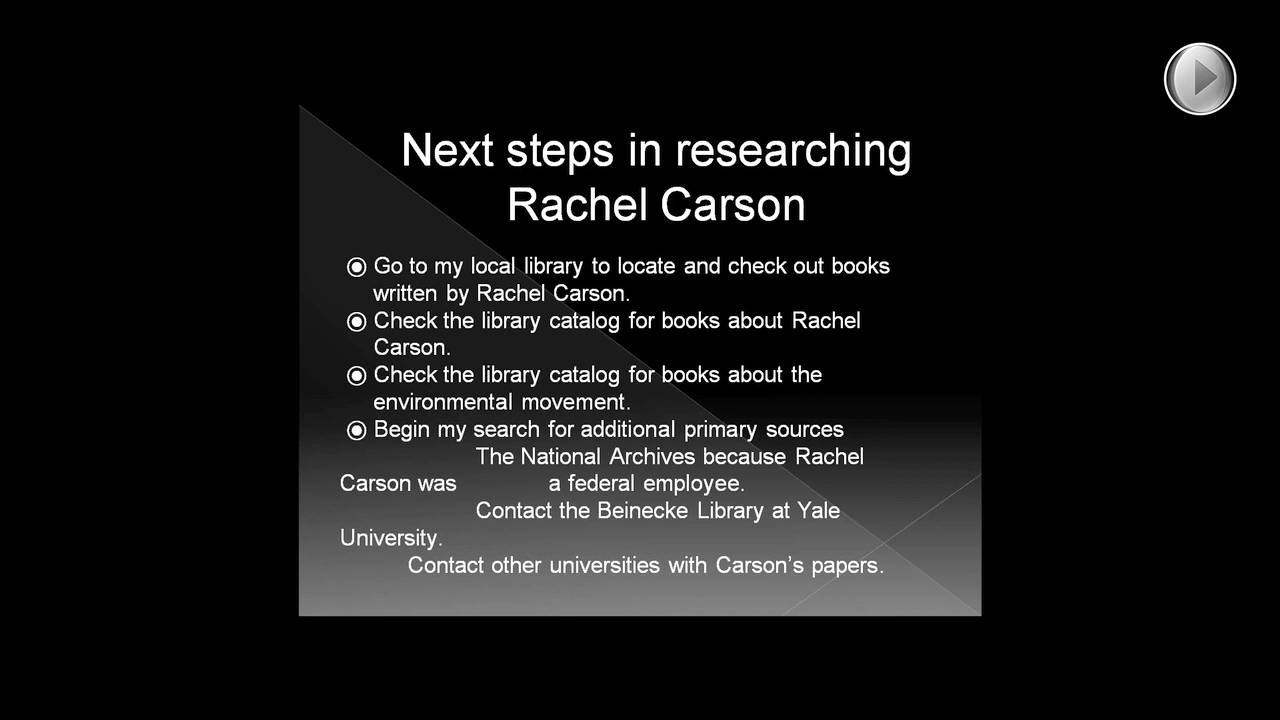 Next steps in researching
Rachel Carson
Go to my local library to locate and check out books
written by Rachel Carson.
Check the library catalog for books about Rachel
Carson.
Check the library catalog for books about the
environmental movement.
Begin my search for additional primary sources
The National Archives because Rachel
Carson was a federal employee.
Contact the Beinecke Library at Yale
University.
Contact other universities with Carson’s papers.